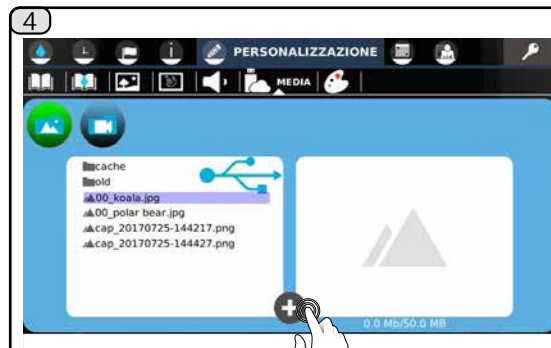 4
PERSONALIZZAZIONE
MEDIA
cache
old
00_koala.jpg
00_polar bear.jpg
cap_20170725-144217.png
cap_20170725-144427.png
0.0 Mb/50.0 MB